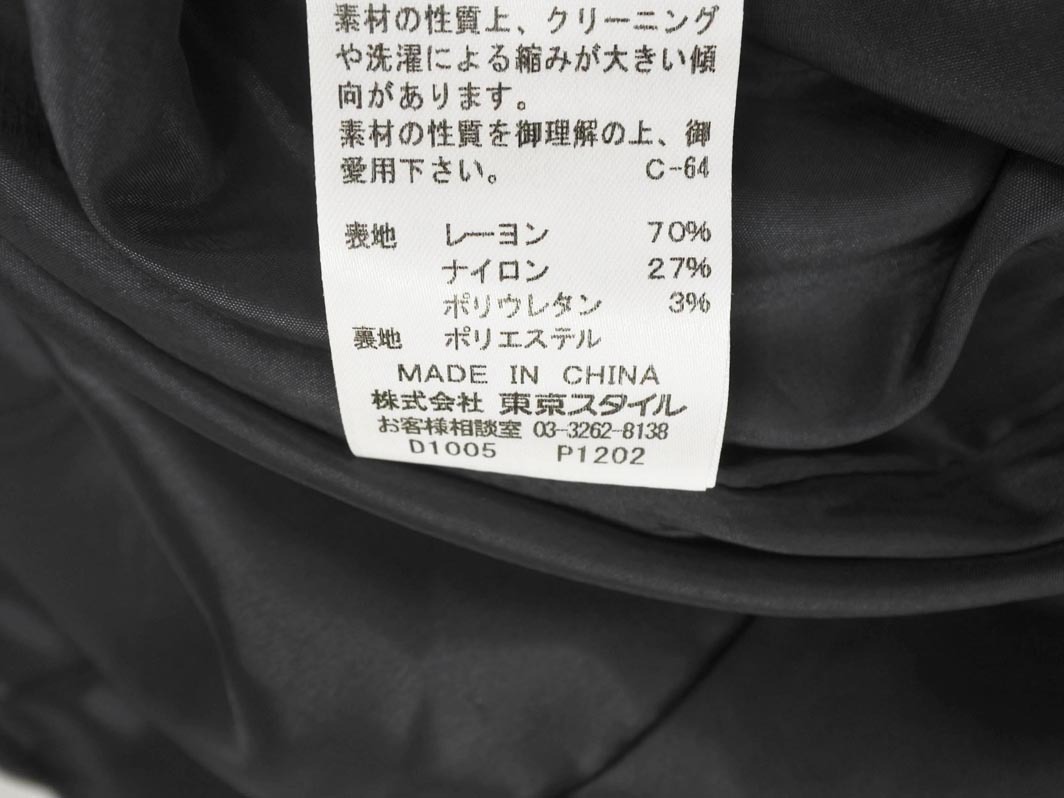 素材の性質上、クリーニング
や洗濯による縮みが大きい傾
向があります。
素材の性質を御理解の上、御
愛用下さい。 C-64
表地 レーヨン 70%
ナイロン 27%
ポリウレタン 3%
裏地 ポリエステル
MADE IN CHINA
株式会社 東京スタイル
お客様相談室 03-3262-8138
D1005 P1202